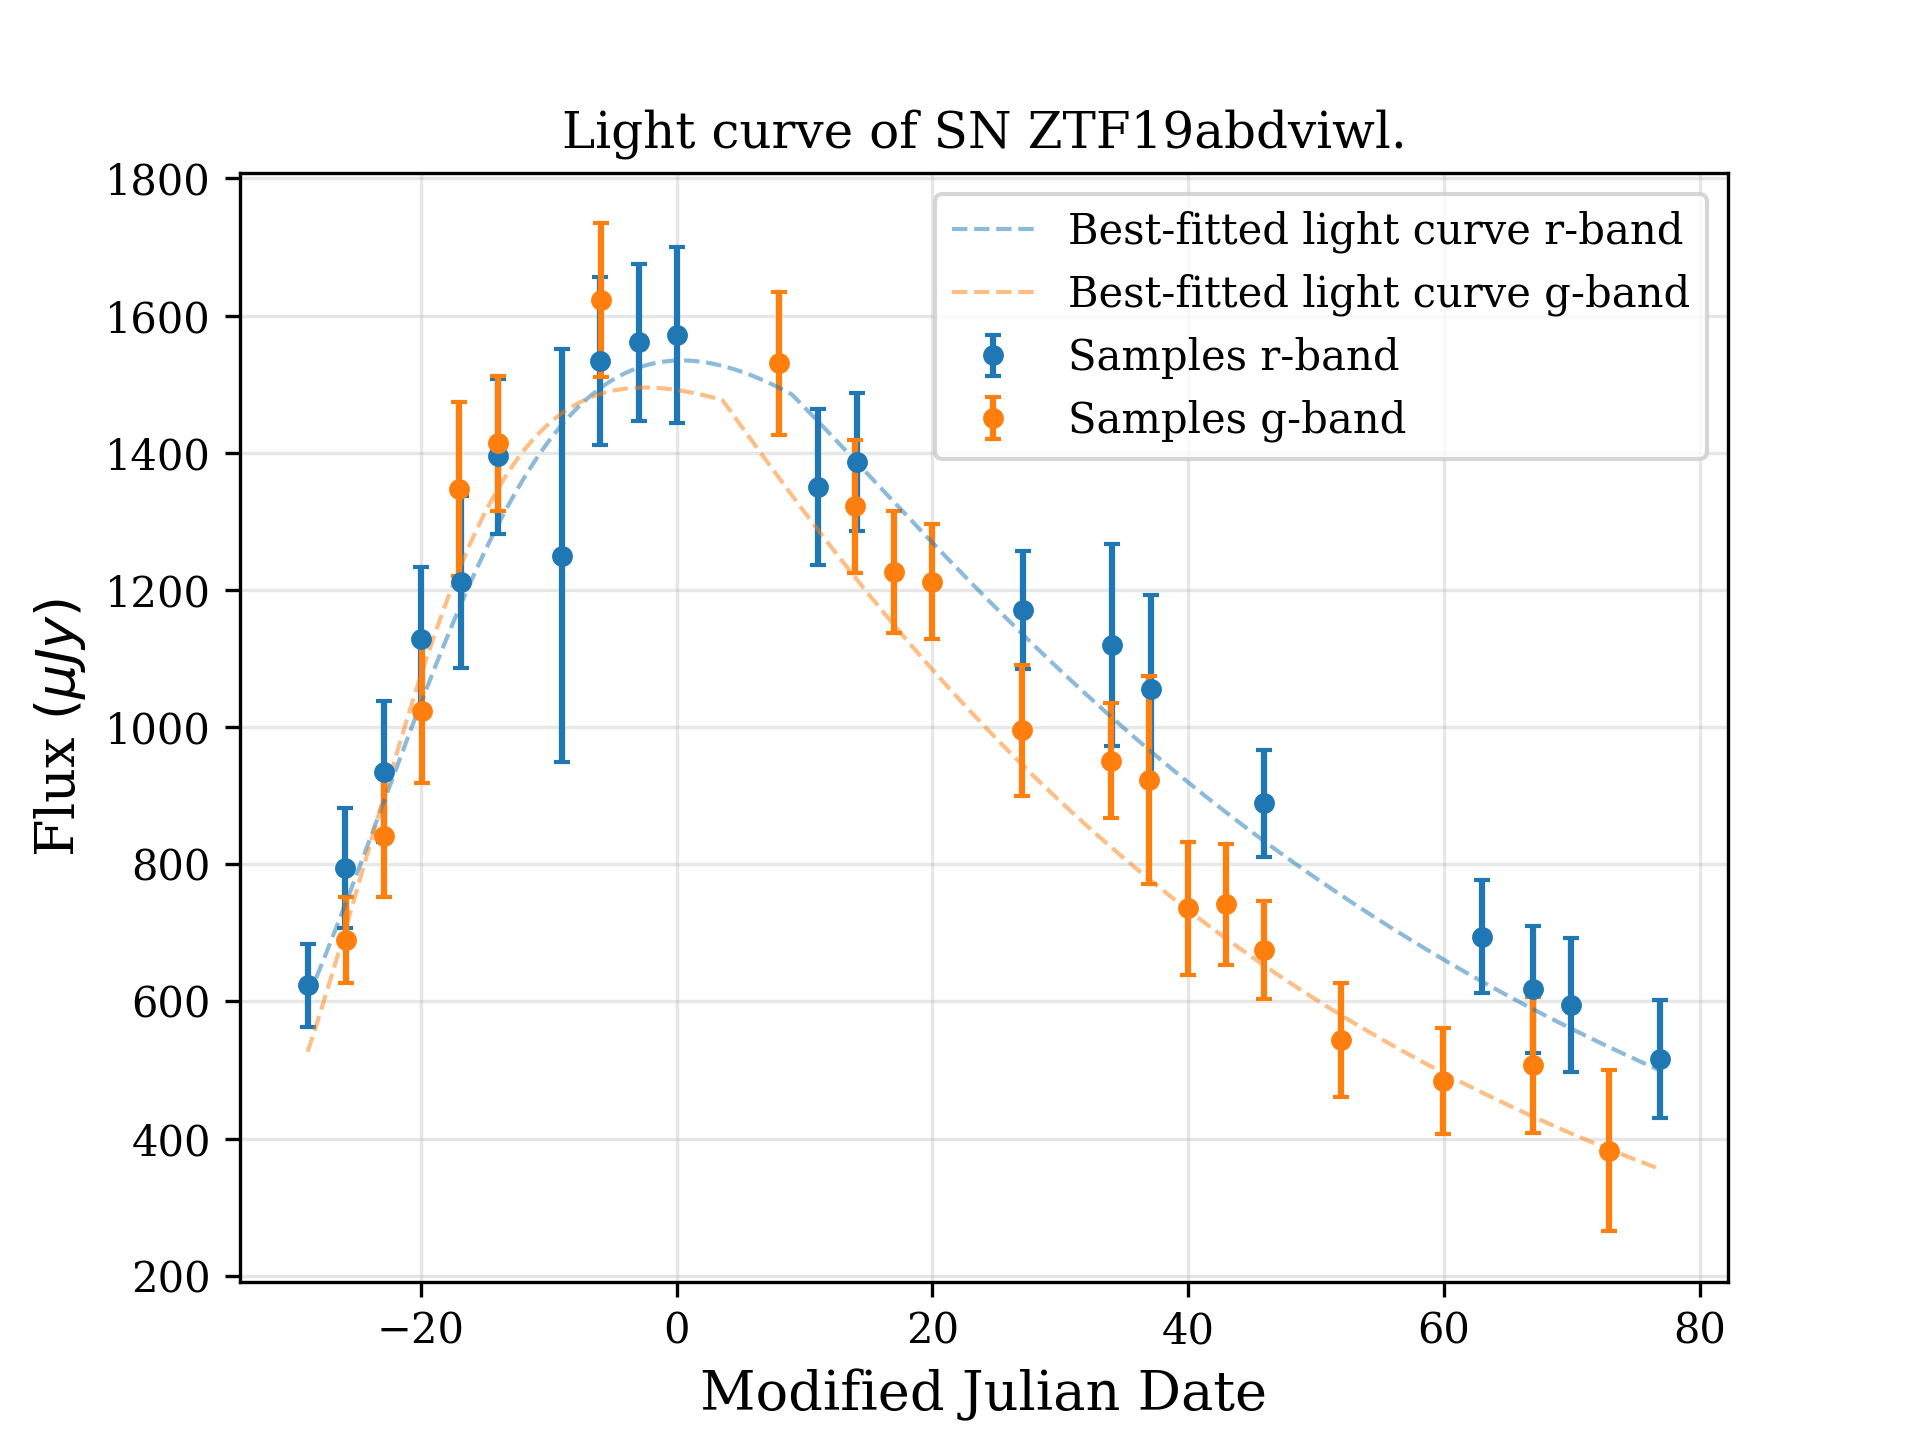 Light curve of SN ZTF19abdviwl.
1800
1600
1400
1200
1000
800
600
400
200
Flux (μJy)
Best-fitted light curve r-band
Best-fitted light curve g-band
Samples r-band
Samples g-band
−20 0 20 40 60 80
Modified Julian Date